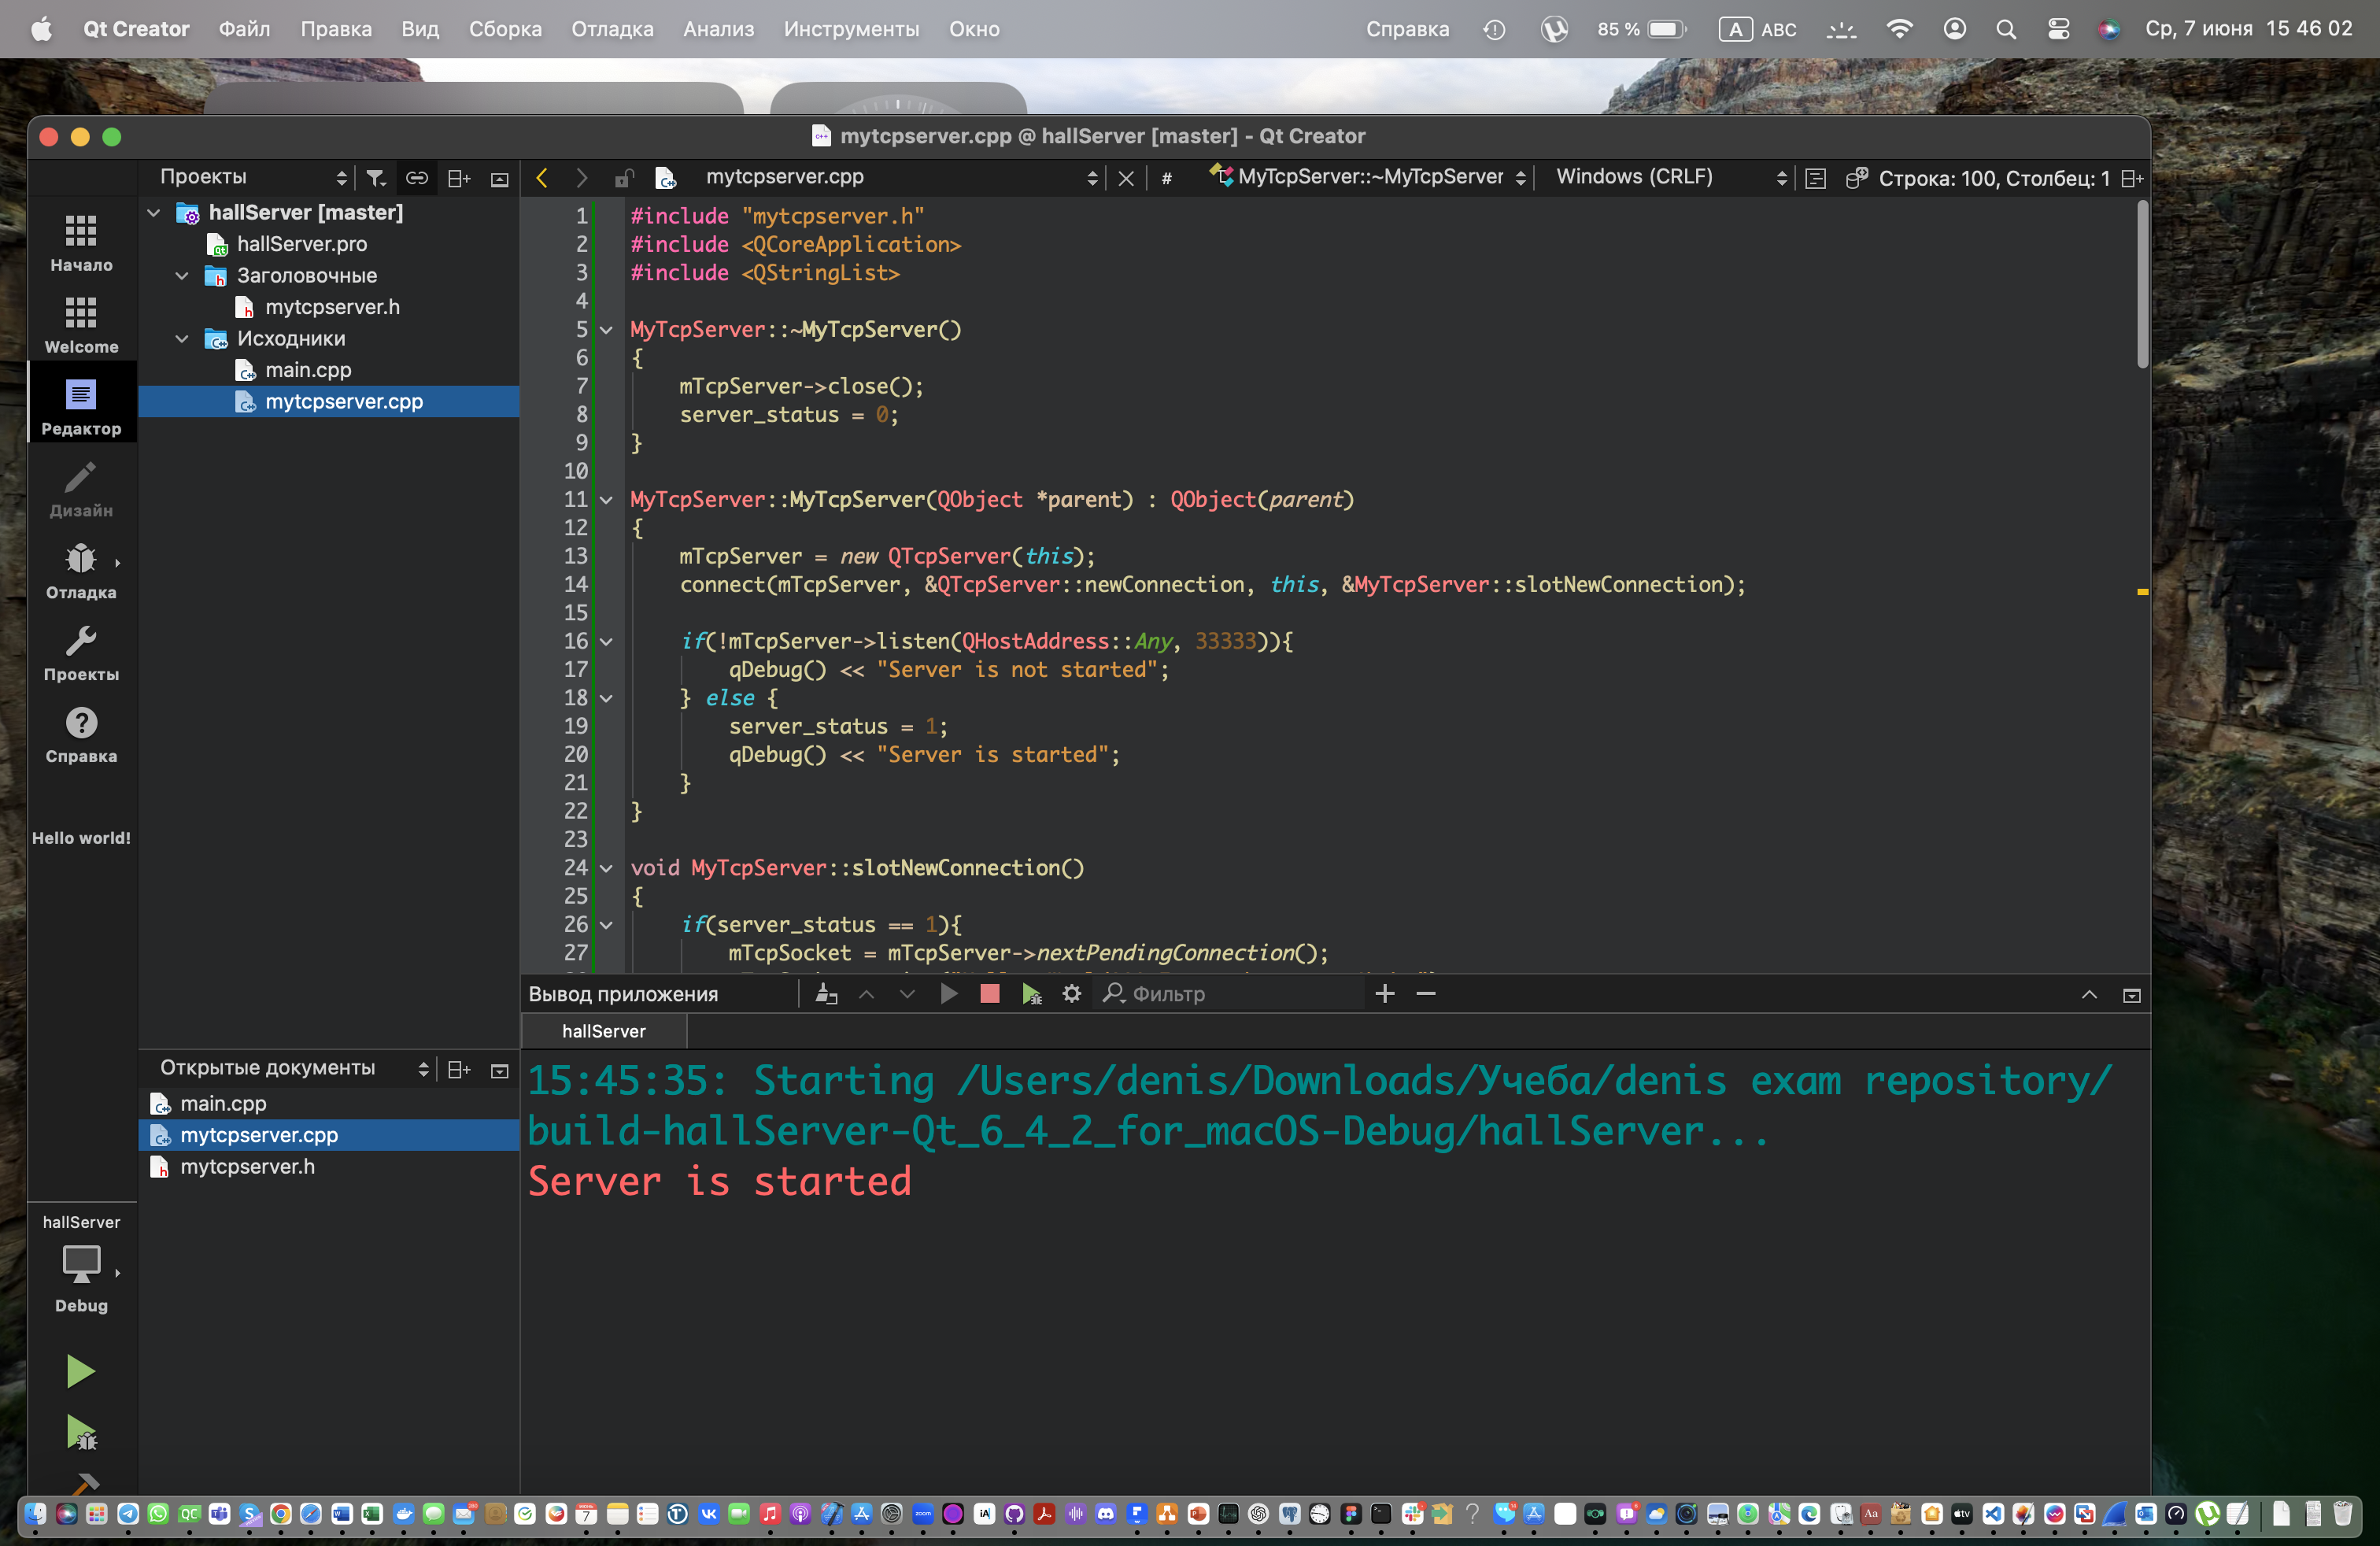 Qt Creator Файл Правка Вид Сборка Отладка Анализ Инструменты Окно Справка 85 % A ABC Ср, 7 июня 15 46 02
mytcpserver.cpp @ hallServer [master] - Qt Creator
Проекты
mytcpserver.cpp # MyTcpServer::~MyTcpServer Windows (CRLF) Строка: 100, Столбец: 1
Начало
Welcome
Редактор
Дизайн
Отладка
Проекты
Справка
Hello world!
hallServer [master]
hallServer.pro
Заголовочные
mytcpserver.h
Исходники
main.cpp
mytcpserver.cpp
1 #include "mytcpserver.h"
2 #include <QCoreApplication>
3 #include <QStringList>
4
5 MyTcpServer::~MyTcpServer()
6 {
7 mTcpServer->close();
8 server_status = 0;
9 }
10
11 MyTcpServer::MyTcpServer(QObject *parent) : QObject(parent)
12 {
13 mTcpServer = new QTcpServer(this);
14 connect(mTcpServer, &QTcpServer::newConnection, this, &MyTcpServer::slotNewConnection);
15
16 if(!mTcpServer->listen(QHostAddress::Any, 33333)){
17 qDebug() << "Server is not started";
18 } else {
19 server_status = 1;
20 qDebug() << "Server is started";
21 }
22 }
23
24 void MyTcpServer::slotNewConnection()
25 {
26 if(server_status == 1){
27 mTcpSocket = mTcpServer->nextPendingConnection();
Вывод приложения Фильтр
hallServer
15:45:35: Starting /Users/denis/Downloads/Учеба/denis exam repository/
build-hallServer-Qt_6_4_2_for_macOS-Debug/hallServer...
Server is started
Открытые документы
main.cpp
mytcpserver.cpp
mytcpserver.h
hallServer
Debug